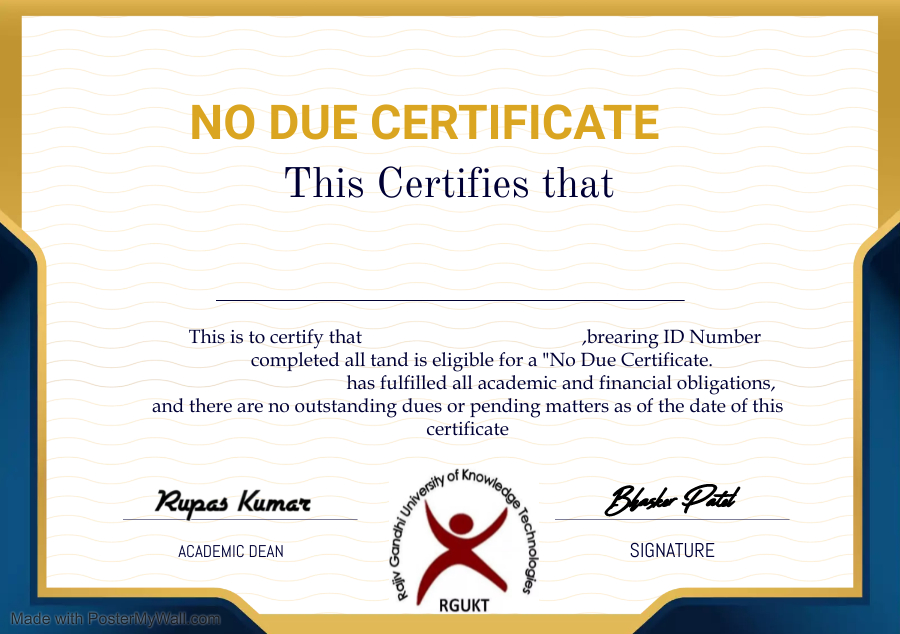 NO DUE CERTIFICATE
This Certifies that
This is to certify that ,brearing ID Number
completed all tand is eligible for a "No Due Certificate.
has fulfilled all academic and financial obligations,
and there are no outstanding dues or pending matters as of the date of this
certificate
Rupas Kumar
Bhasker Patel
ACADEMIC DEAN
SIGNATURE
Rajiv Gandhi University of Knowledge Technologies
RGUKT
Made with PosterMyWall.com